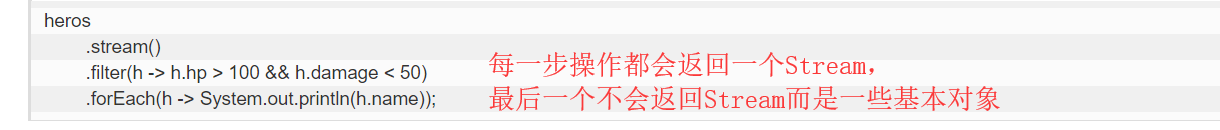 heros
.stream()
.filter(h -> h.hp > 100 && h.damage < 50)
.forEach(h -> System.out.println(h.name));
每一步操作都会返回一个Stream，
最后一个不会返回Stream而是一些基本对象